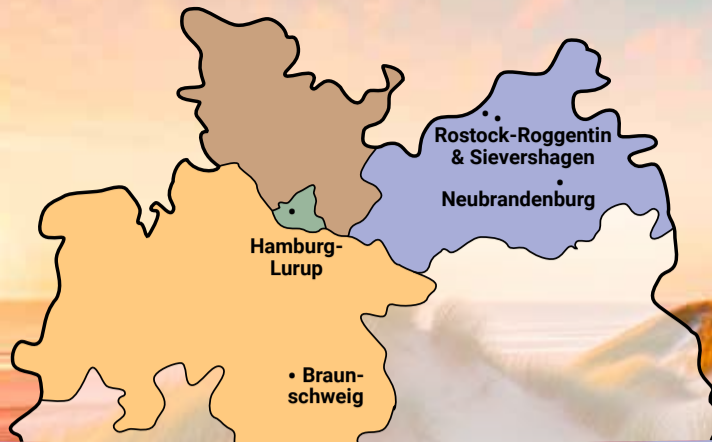 Rostock-Roggentin
& Sievershagen
Neubrandenburg
Hamburg-
Lurup
Braun-
schweig